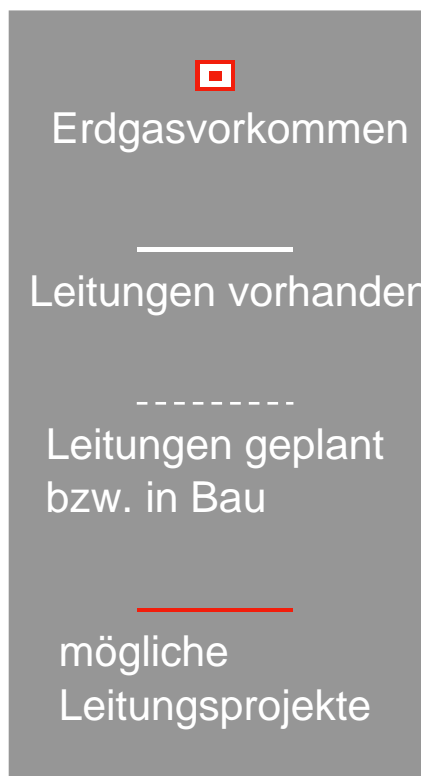 Erdgasvorkommen
Leitungen vorhanden
Leitungen geplant
bzw. in Bau
mögliche
Leitungsprojekte